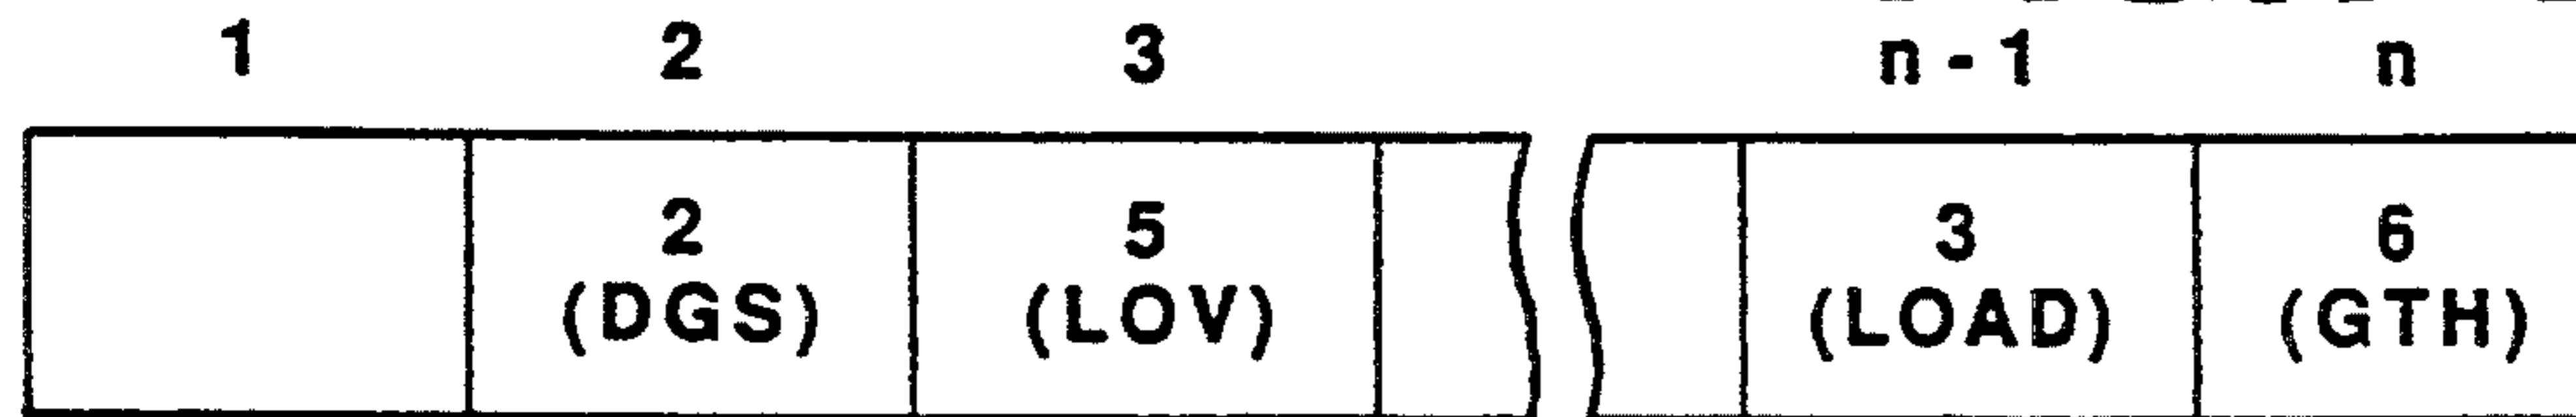 1 2 3 n-1 n
2 5 3 6
(DGS) (LOV) (LOAD) (GTH)